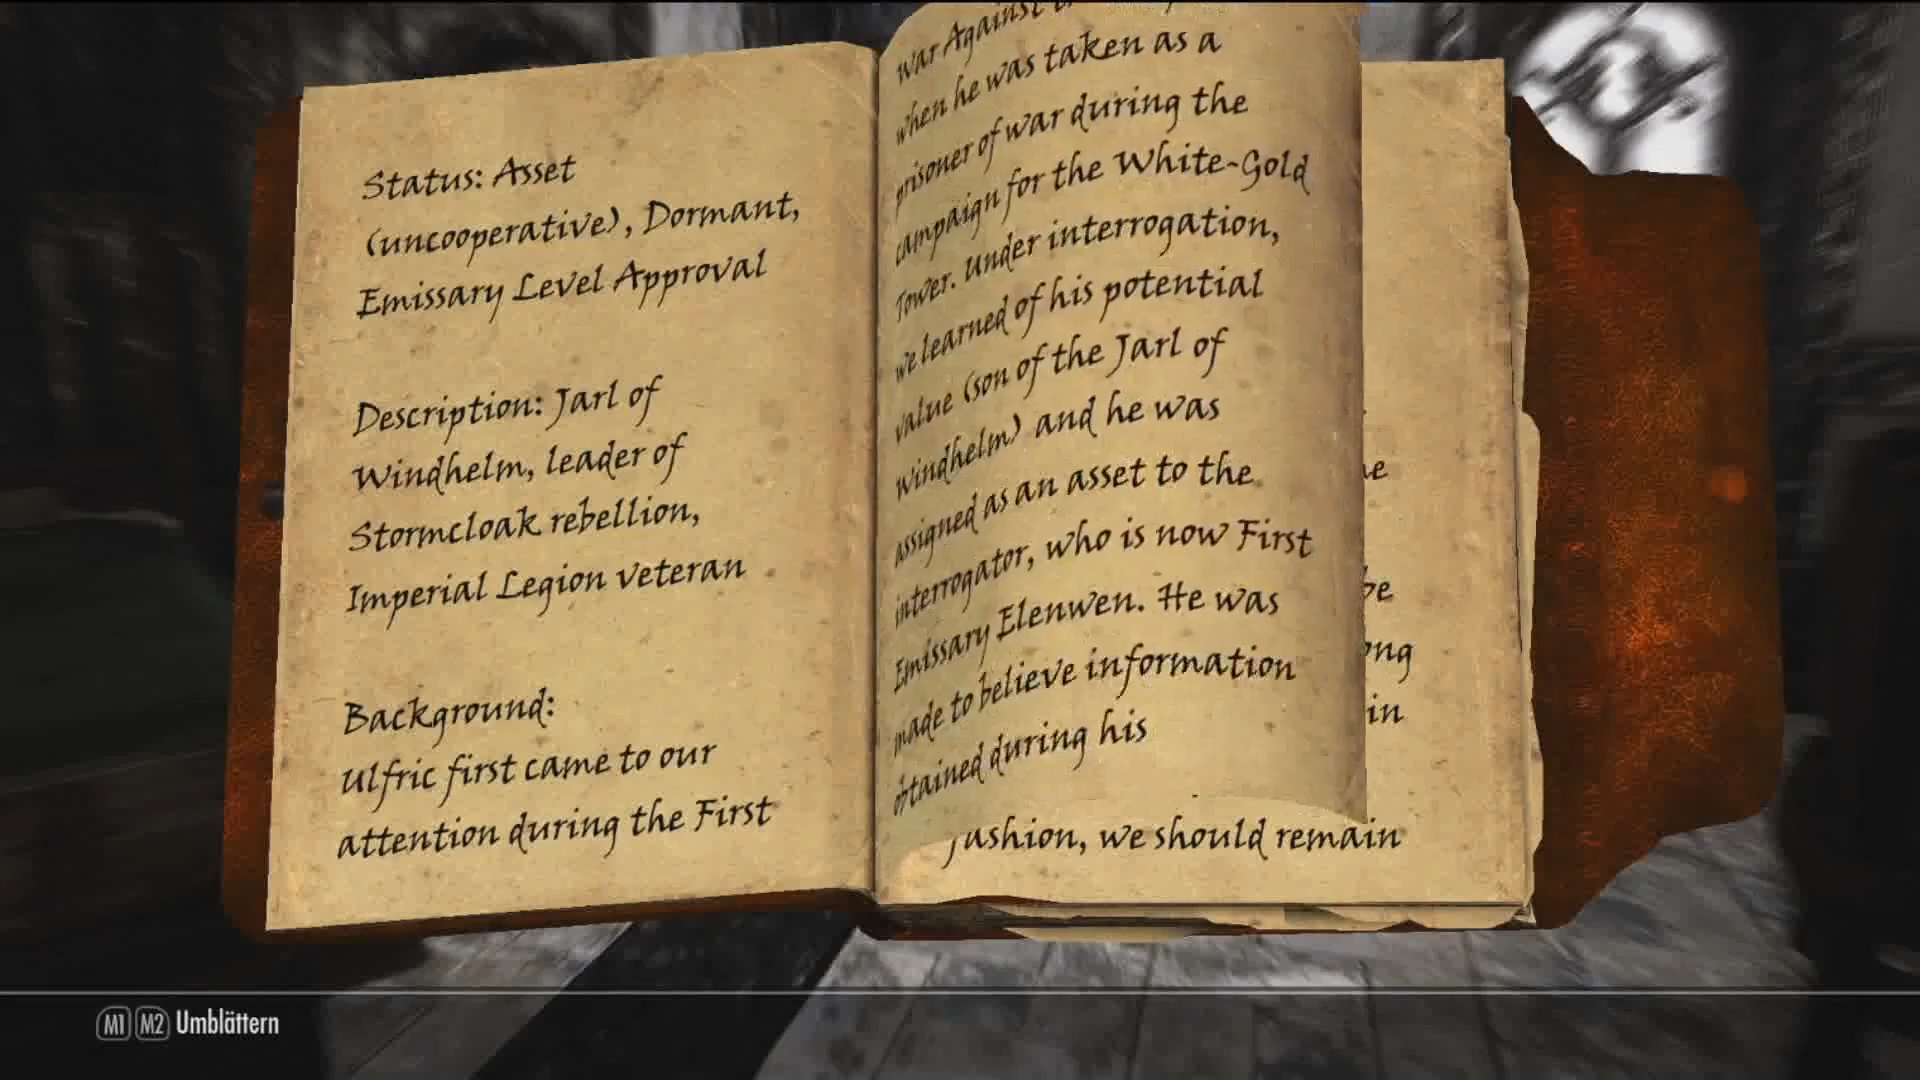 Status: Asset
(uncooperative), Dormant,
Emissary Level Approval
Description: Jarl of
Windhelm, leader of
Stormcloak rebellion,
Imperial Legion veteran
Background:
Ulfric first came to our
attention during the First
War Against
when he was taken as a
prisoner of war during the
campaign for the White-Gold
Tower. Under interrogation,
we learned of his potential
value (son of the Jarl of
Windhelm) and he was
assigned as an asset to the
interrogator, who is now First
Emissary Elenwen. He was
made to believe information
obtained during his
be
in
fashion, we should remain
M1 M2 Umblättern